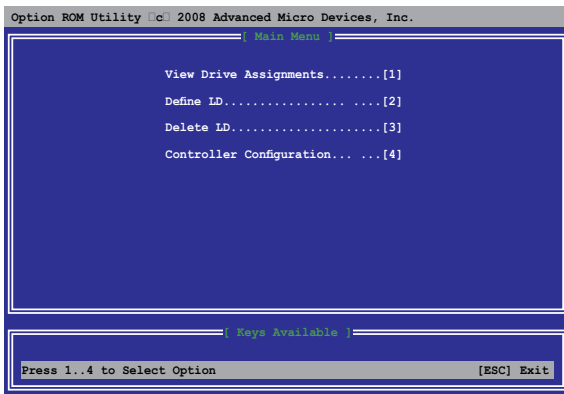 Option ROM Utility □c□ 2008 Advanced Micro Devices, Inc.
[ Main Menu ]
View Drive Assignments........[1]
Define LD................. ....[2]
Delete LD.....................[3]
Controller Configuration... ...[4]
[ Keys Available ]
Press 1..4 to Select Option [ESC] Exit